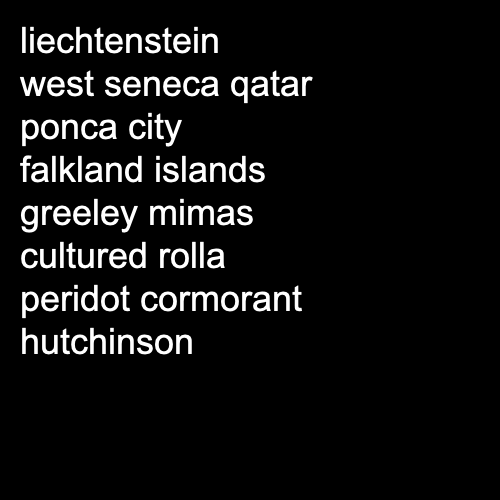 liechtenstein
west seneca qatar
ponca city
falkland islands
greeley mimas
cultured rolla
peridot cormorant
hutchinson